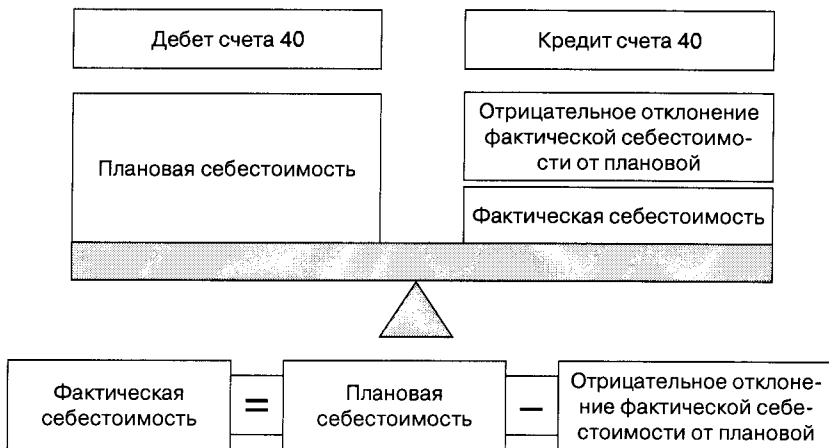 Дебет счета 40
Кредит счета 40
Плановая себестоимость
Отрицательное отклонение
фактической себестоимо-
сти от плановой
Фактическая себестоимость
Фактическая
себестоимость
=
Плановая
себестоимость
–
Отрицательное отклоне-
ние фактической себе-
стоимости от плановой